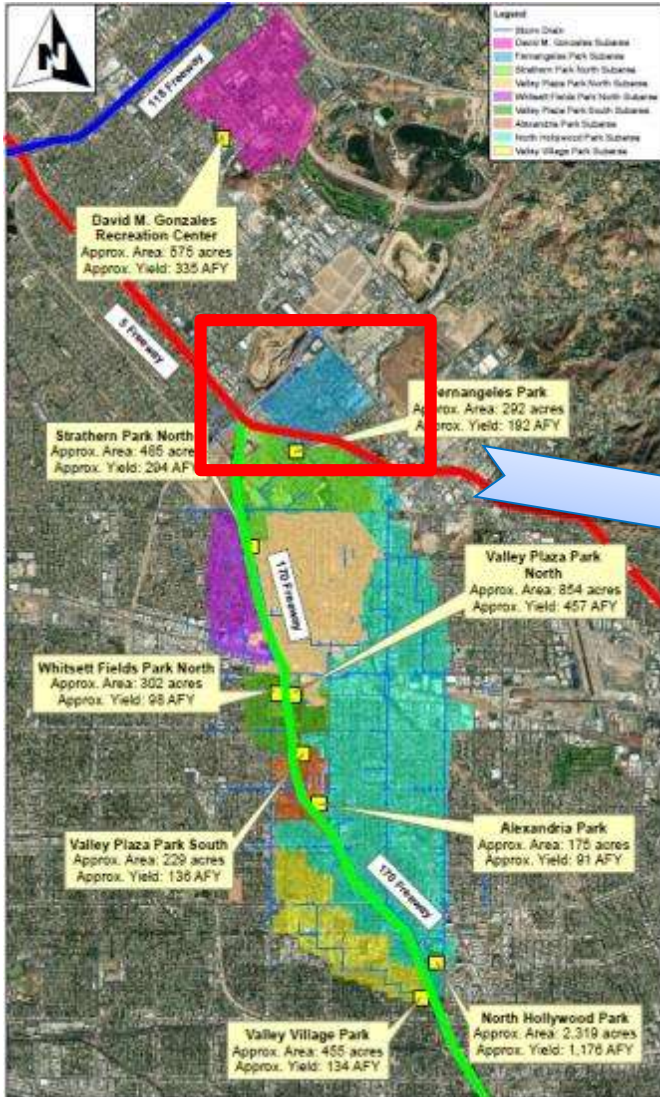 N
Legend
Storm Drain
David M. Gonzales Subarea
Fernangeles Park Subarea
Strathern Park North Subarea
Valley Plaza Park North Subarea
Whitsett Fields Park North Subarea
Valley Plaza Park South Subarea
Alexandria Park Subarea
North Hollywood Park Subarea
Valley Village Park Subarea
118 Freeway
David M. Gonzales
Recreation Center
Approx. Area: 575 acres
Approx. Yield: 335 AFY
5 Freeway
ernangeles Park
Approx. Area: 292 acres
Approx. Yield: 192 AFY
Strathern Park North
Approx. Area: 485 acres
Approx. Yield: 294 AFY
170 Freeway
Valley Plaza Park
North
Approx. Area: 854 acres
Approx. Yield: 457 AFY
Whitsett Fields Park North
Approx. Area: 302 acres
Approx. Yield: 98 AFY
Valley Plaza Park South
Approx. Area: 229 acres
Approx. Yield: 136 AFY
Alexandria Park
Approx. Area: 175 acres
Approx. Yield: 91 AFY
170 Freeway
Valley Village Park
Approx. Area: 455 acres
Approx. Yield: 134 AFY
North Hollywood Park
Approx. Area: 2,319 acres
Approx. Yield: 1,176 AFY